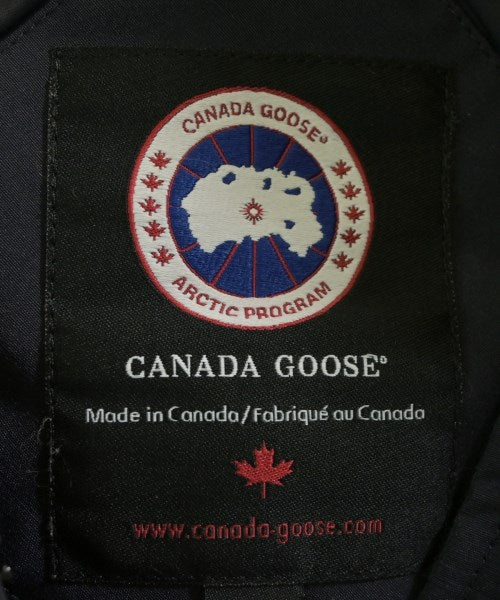 CANADA GOOSE®
ARCTIC PROGRAM
CANADA GOOSE®
Made in Canada/Fabriqué au Canada
www.canada-goose.com